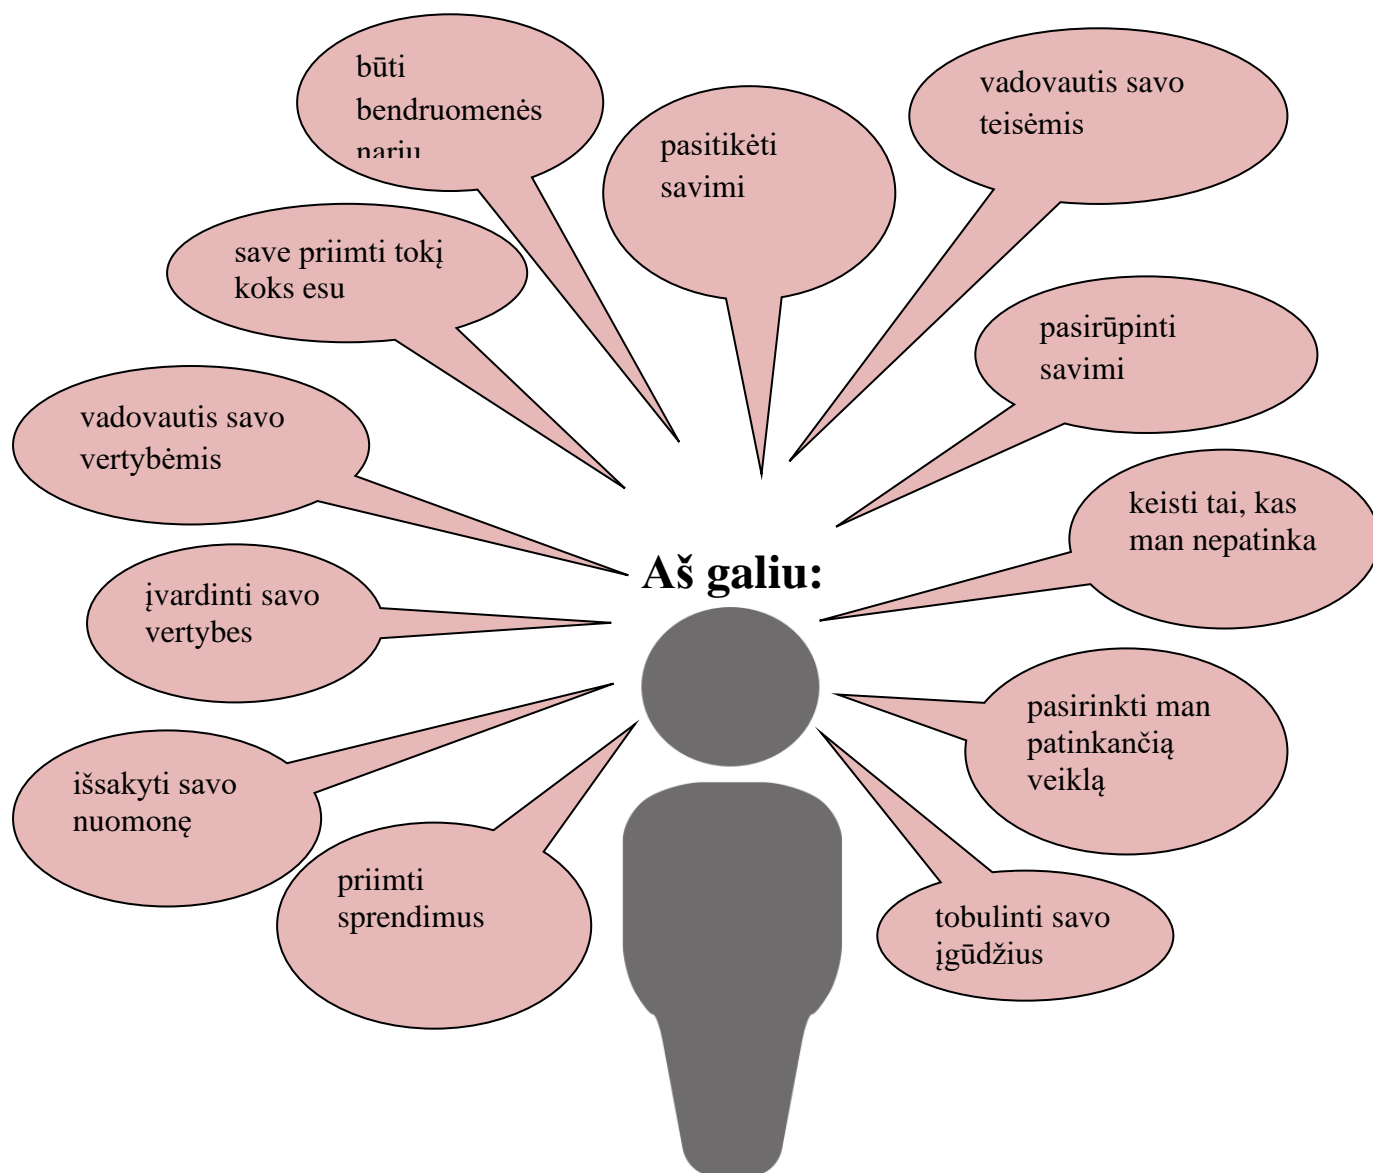 būti
bendruomenės
nariu
pasitikėti
savimi
vadovautis savo
teisėmis
save priimti tokį
koks esu
pasirūpinti
savimi
vadovautis savo
vertybėmis
keisti tai, kas
man nepatinka
Aš galiu:
įvardinti savo
vertybes
pasirinkti man
patinkančią
veiklą
išsakyti savo
nuomonę
priimti
sprendimus
tobulinti savo
įgūdžius